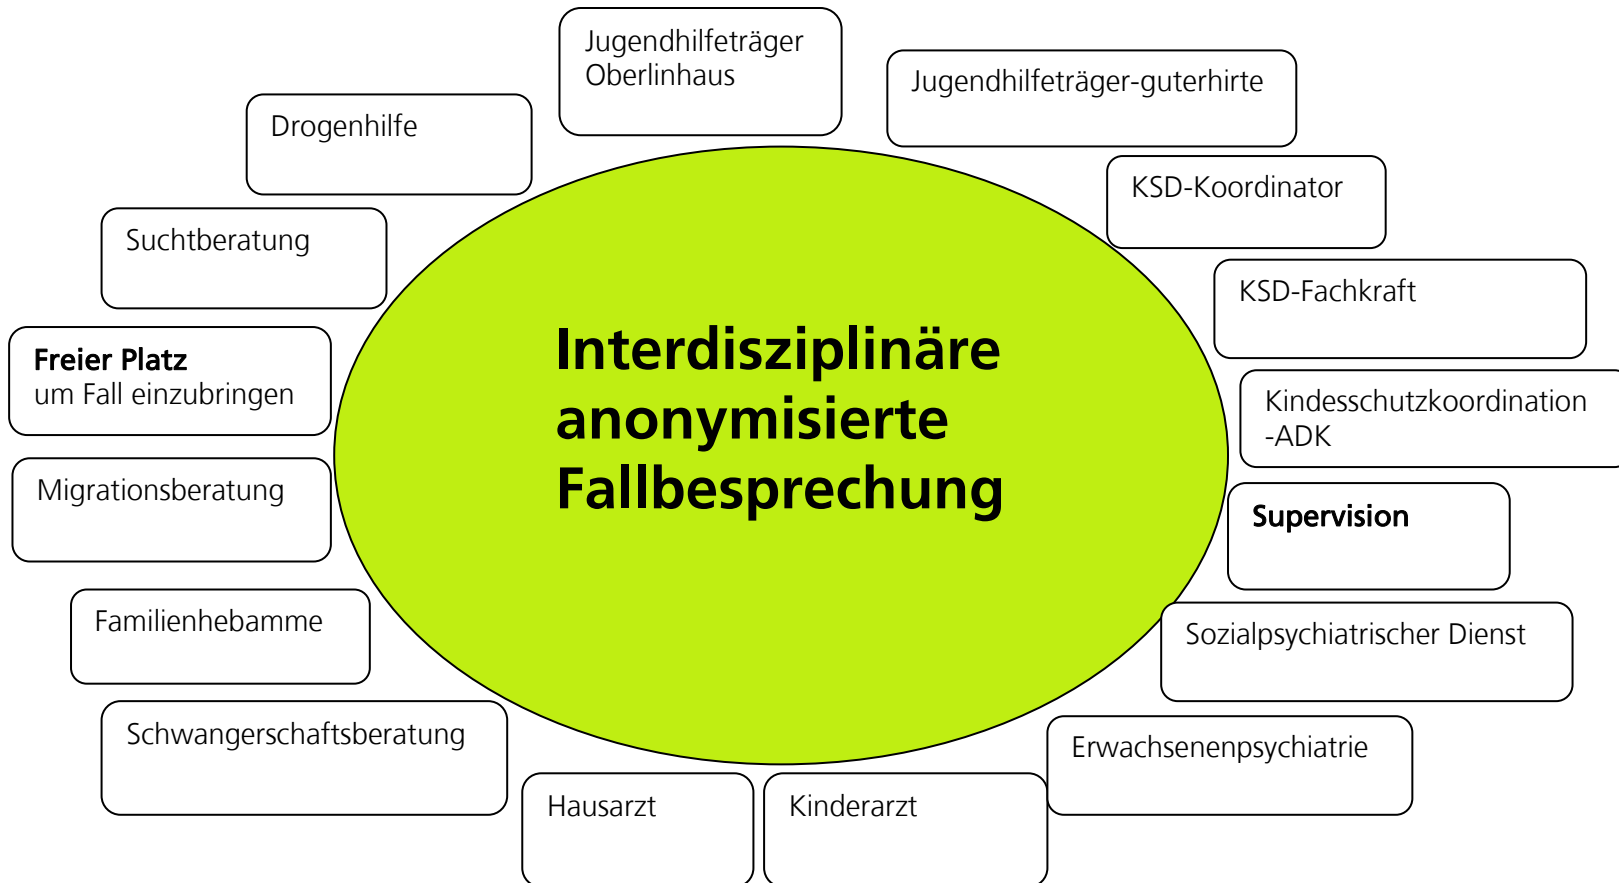 Jugendhilfeträger
Oberlinhaus
Jugendhilfeträger-guterhirte
Drogenhilfe
KSD-Koordinator
Suchtberatung
KSD-Fachkraft
Freier Platz
um Fall einzubringen
Interdisziplinäre
anonymisierte
Fallbesprechung
Kindesschutzkoordination
-ADK
Migrationsberatung
Supervision
Familienhebamme
Sozialpsychiatrischer Dienst
Schwangerschaftsberatung
Erwachsenenpsychiatrie
Hausarzt
Kinderarzt